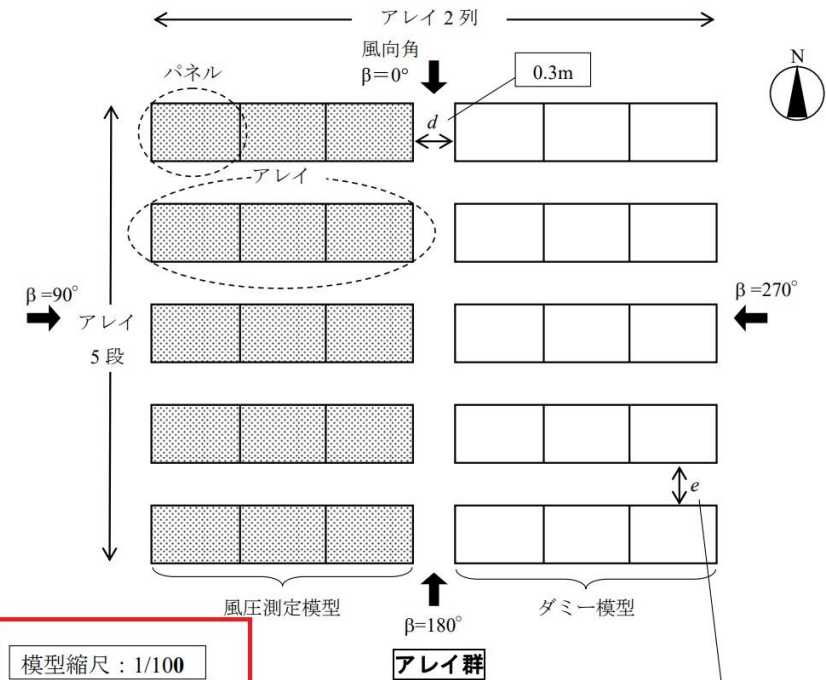 アレイ 2 列
風向角
β=0°
0.3m
N
パネル
d
アレイ
β =90°
β =270°
アレイ
5 段
e
風圧測定模型
ダミー模型
β=180°
模型縮尺：1/100
アレイ群